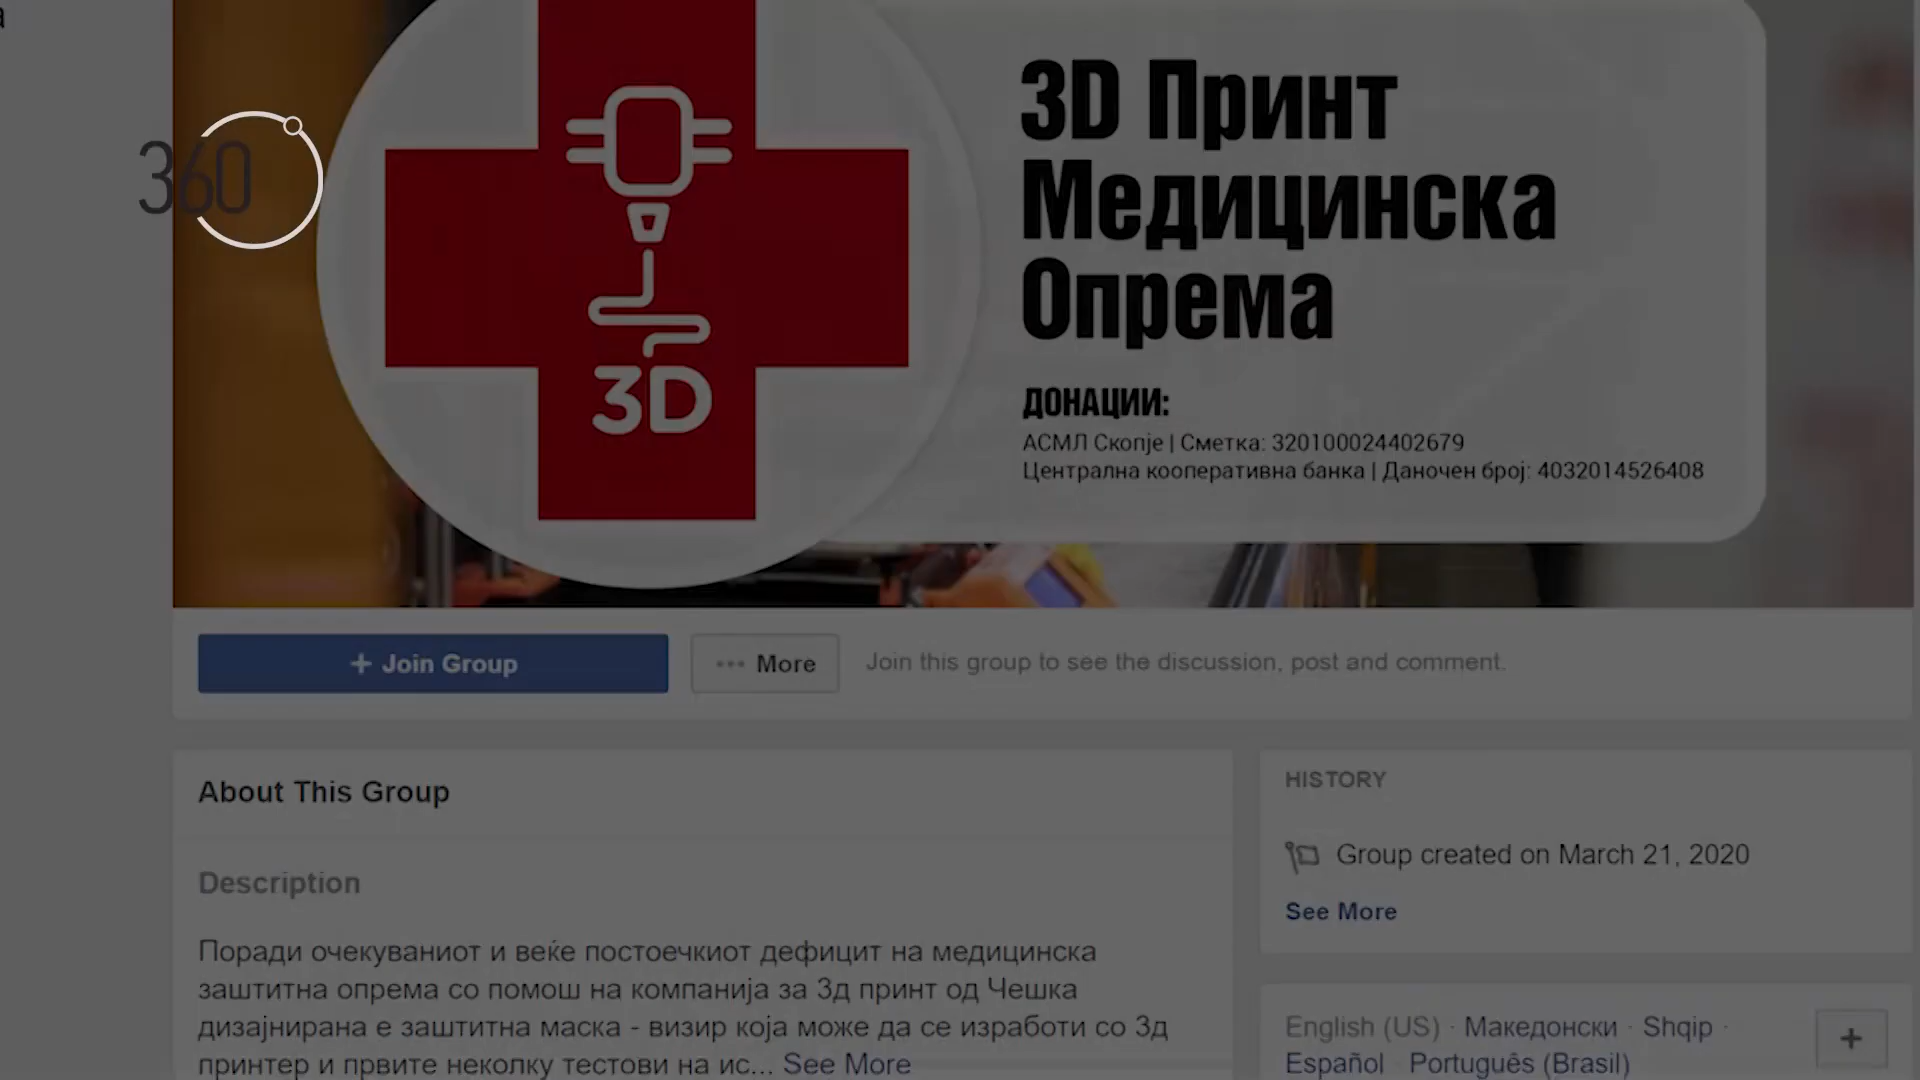 360
3D
3D Принт
Медицинска
Опрема
ДОНАЦИИ:
АСМЛ Скопје | Сметка: 320100024402679
Централна кооперативна банка | Даночен број: 4032014526408
+ Join Group
··· More
Join this group to see the discussion, post and comment.
About This Group
Description
Поради очекуваниот и веќе постоечкиот дефицит на медицинска
заштитна опрема со помош на компанија за 3д принт од Чешка
дизајнирана е заштитна маска - визир која може да се изработи со 3д
принтер и првите неколку тестови на ис... See More
HISTORY
Group created on March 21, 2020
See More
English (US) · Македонски · Shqip ·
Español · Português (Brasil)
+